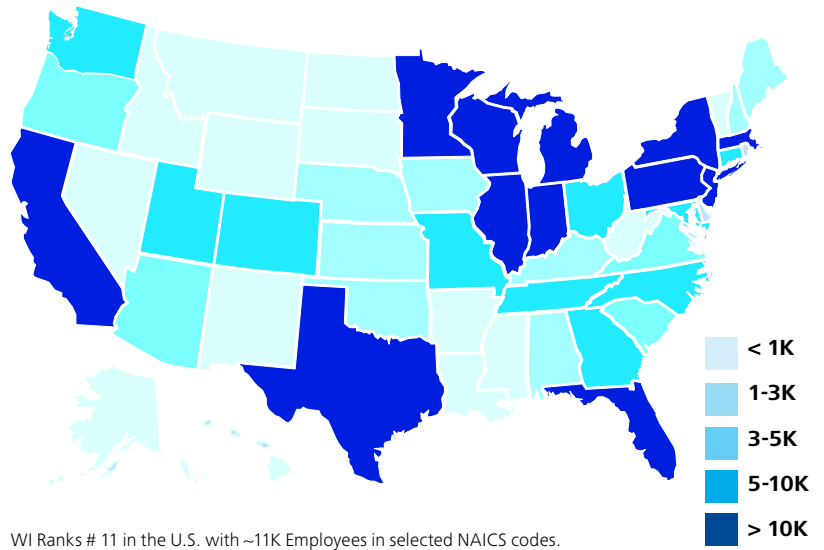 < 1K
1-3K
3-5K
5-10K
> 10K
WI Ranks # 11 in the U.S. with ~11K Employees in selected NAICS codes.